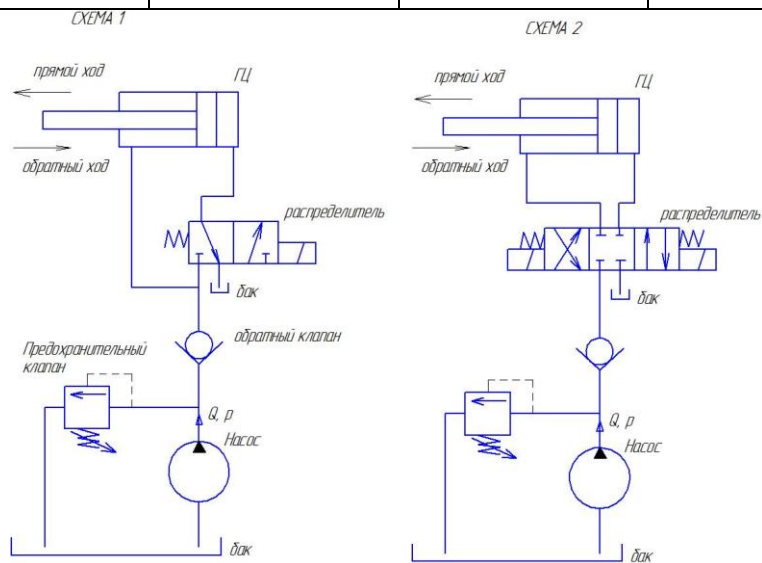 СХЕМА 1
прямой ход
ГЦ
обратный ход
распределитель
бак
обратный клапан
Предохранительный
клапан
Q, p
Насос
бак
СХЕМА 2
прямой ход
ГЦ
обратный ход
распределитель
бак
Q, p
Насос
бак